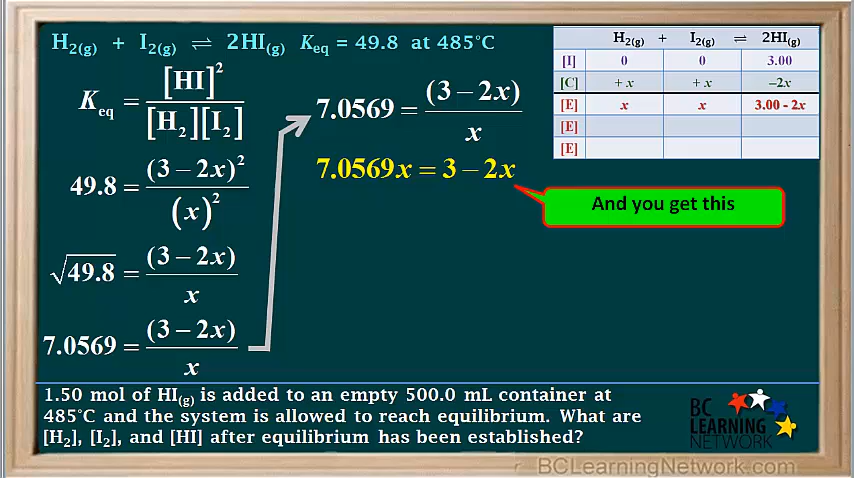 H₂(g) + I₂(g) ⇌ 2HI(g) Keq = 49.8 at 485°C
Keq = [HI]² / [H₂][I₂]
49.8 = (3 – 2x)² / (x)²
√49.8 = (3 – 2x) / x
7.0569 = (3 – 2x) / x
7.0569 = (3 – 2x) / x
7.0569x = 3 – 2x
And you get this
H₂(g) + I₂(g) ⇌ 2HI(g)
[I] 0 0 3.00
[C] + x + x –2x
[E] x x 3.00 - 2x
[E]
[E]
1.50 mol of HI(g) is added to an empty 500.0 mL container at
485°C and the system is allowed to reach equilibrium. What are
[H₂], [I₂], and [HI] after equilibrium has been established?
BC
LEARNING
NETWORK
BCLearningNetwork.com